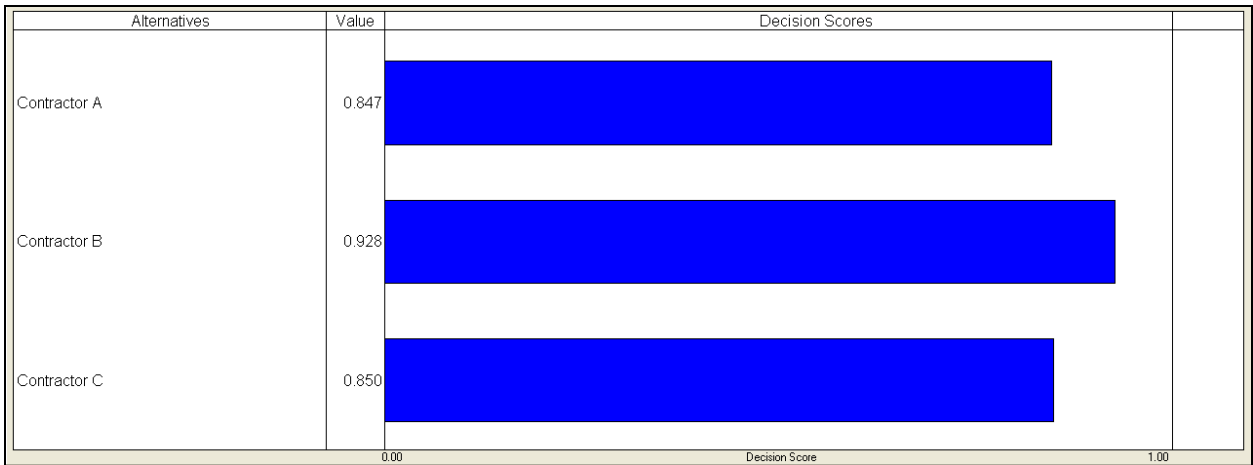 Alternatives Value Decision Scores
Contractor A 0.847
Contractor B 0.928
Contractor C 0.850
0.00 Decision Score 1.00